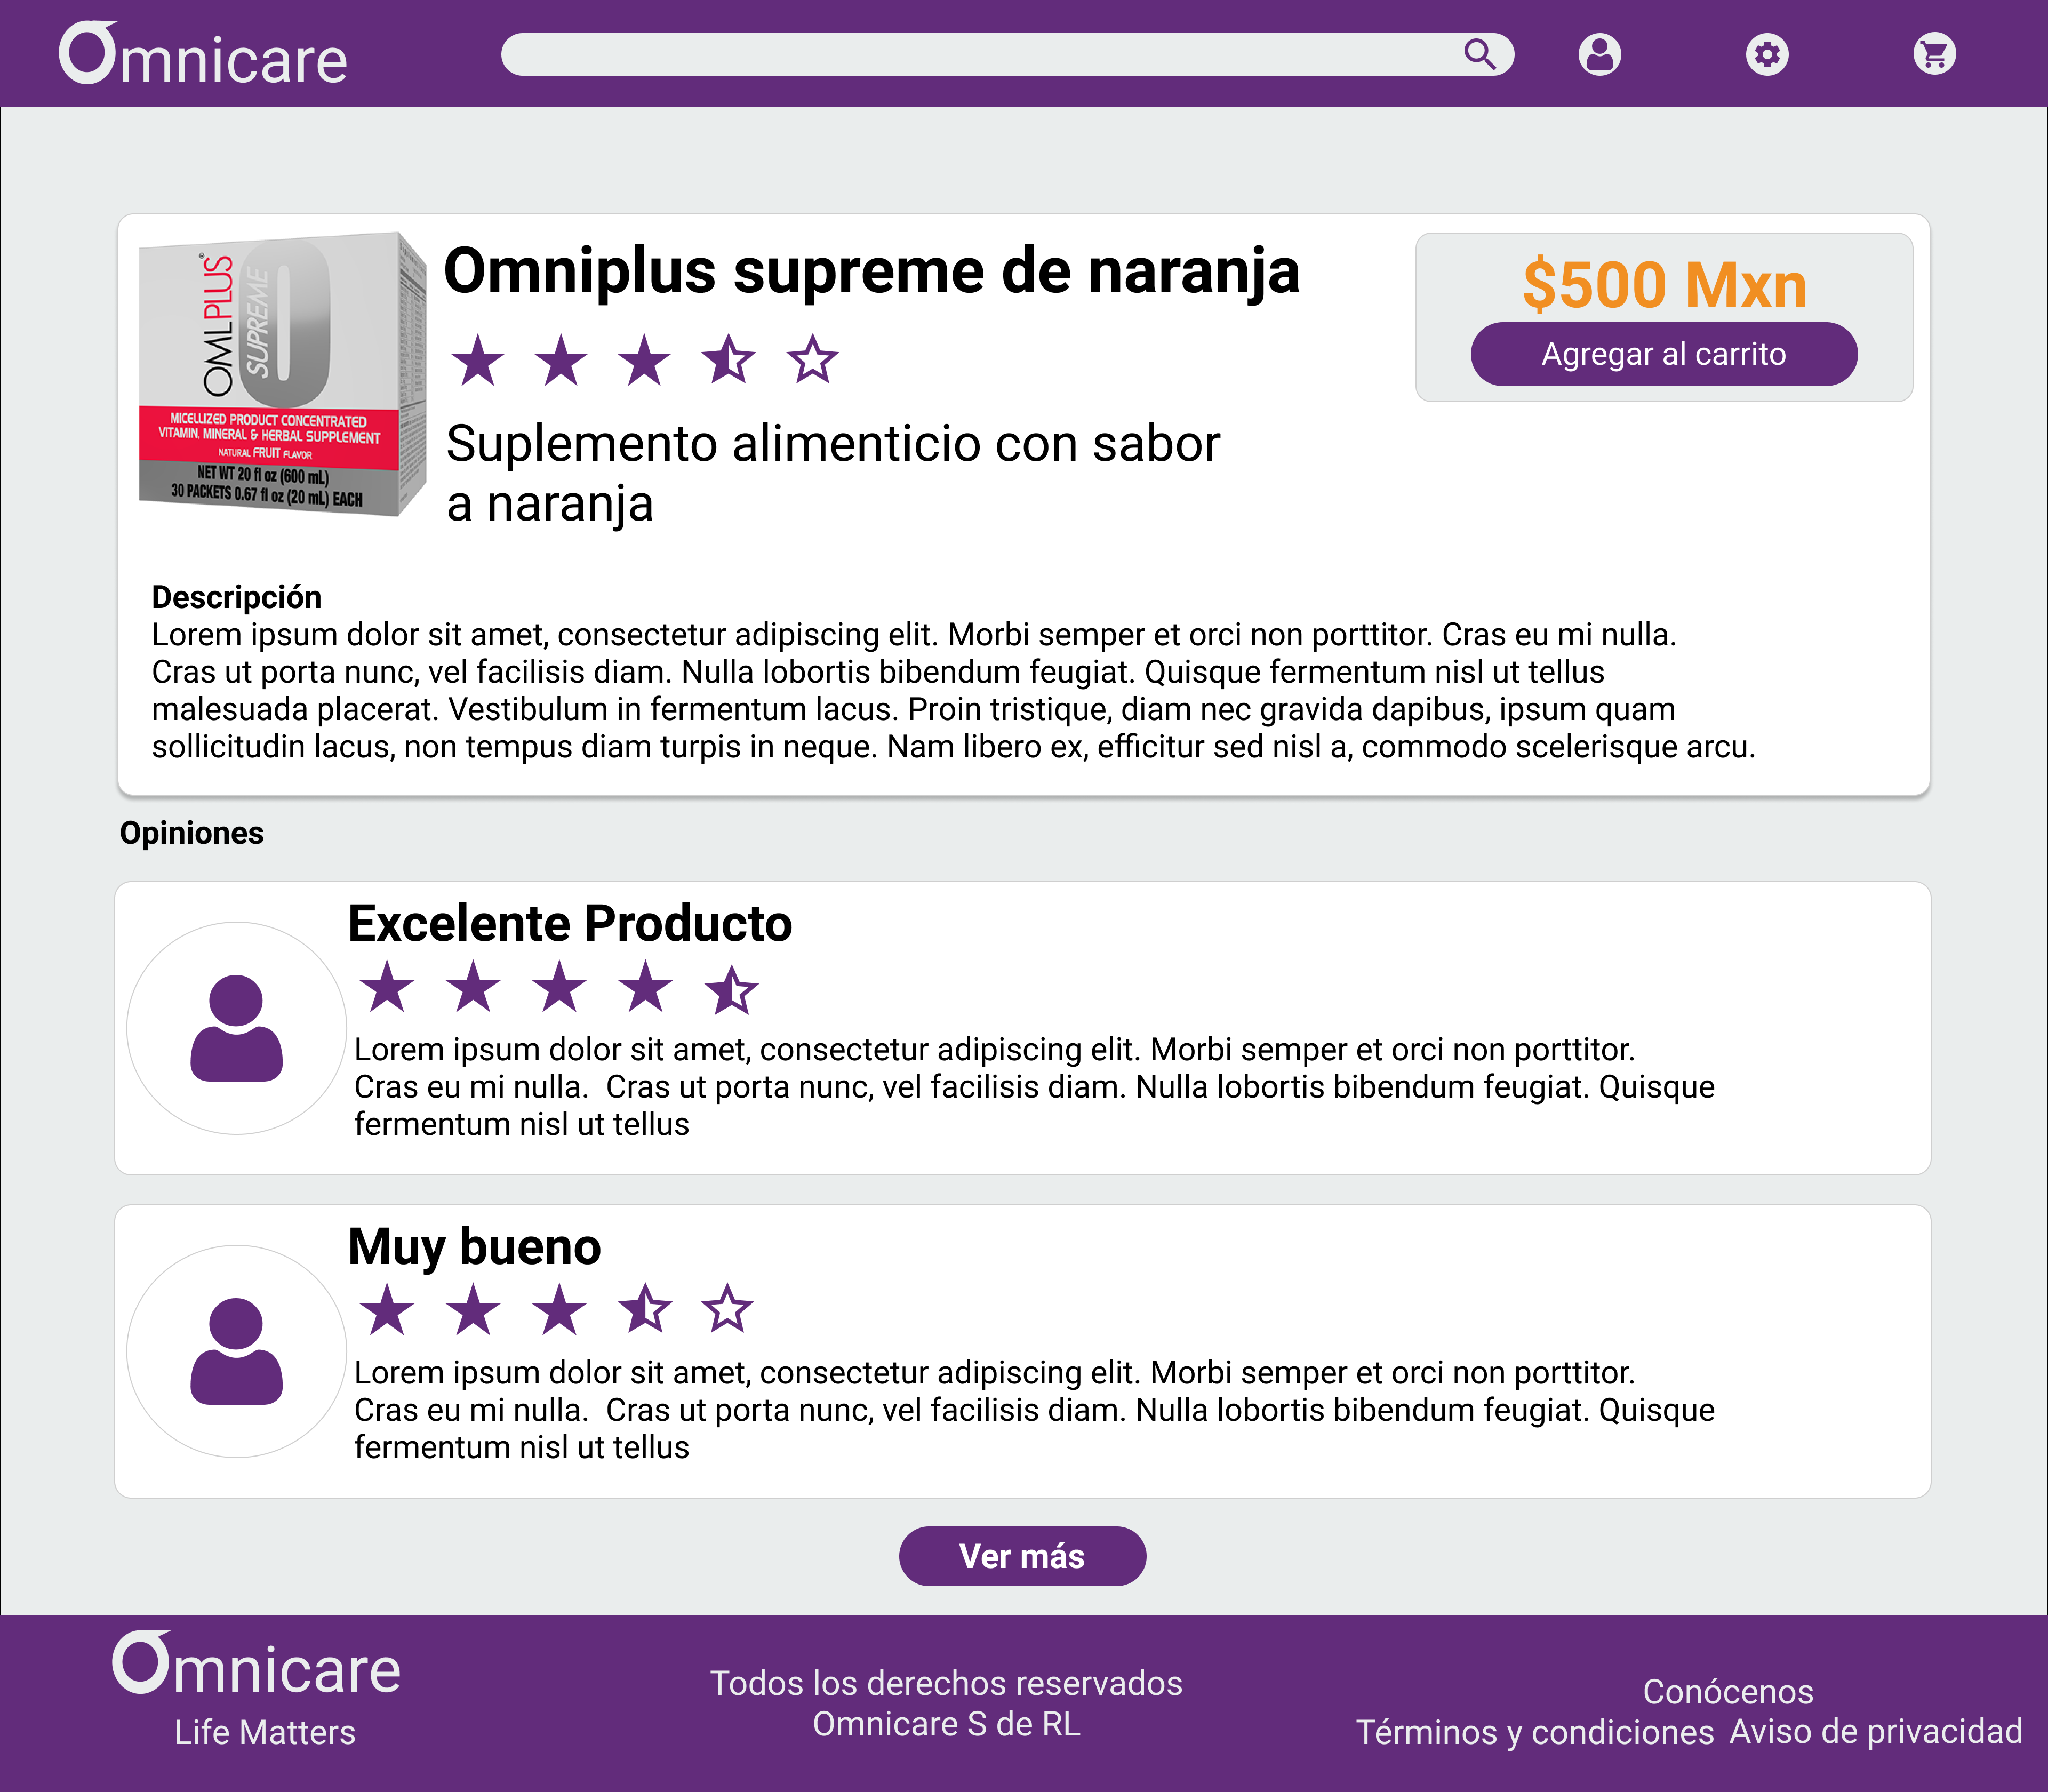 Omnicare
Omniplus supreme de naranja
$500 Mxn
Agregar al carrito
Suplemento alimenticio con sabor
a naranja
OMLPLUS®
SUPREME
MICELLIZED PRODUCT CONCENTRATED
VITAMIN, MINERAL & HERBAL SUPPLEMENT
NATURAL FRUIT FLAVOR
NET WT 20 fl oz (600 mL)
30 PACKETS 0.67 fl oz (20 mL) EACH
Descripción
Lorem ipsum dolor sit amet, consectetur adipiscing elit. Morbi semper et orci non porttitor. Cras eu mi nulla.
Cras ut porta nunc, vel facilisis diam. Nulla lobortis bibendum feugiat. Quisque fermentum nisl ut tellus
malesuada placerat. Vestibulum in fermentum lacus. Proin tristique, diam nec gravida dapibus, ipsum quam
sollicitudin lacus, non tempus diam turpis in neque. Nam libero ex, efficitur sed nisl a, commodo scelerisque arcu.
Opiniones
Excelente Producto
Lorem ipsum dolor sit amet, consectetur adipiscing elit. Morbi semper et orci non porttitor.
Cras eu mi nulla.  Cras ut porta nunc, vel facilisis diam. Nulla lobortis bibendum feugiat. Quisque
fermentum nisl ut tellus
Muy bueno
Lorem ipsum dolor sit amet, consectetur adipiscing elit. Morbi semper et orci non porttitor.
Cras eu mi nulla.  Cras ut porta nunc, vel facilisis diam. Nulla lobortis bibendum feugiat. Quisque
fermentum nisl ut tellus
Ver más
Omnicare
Life Matters
Todos los derechos reservados
Omnicare S de RL
Conócenos
Términos y condiciones Aviso de privacidad